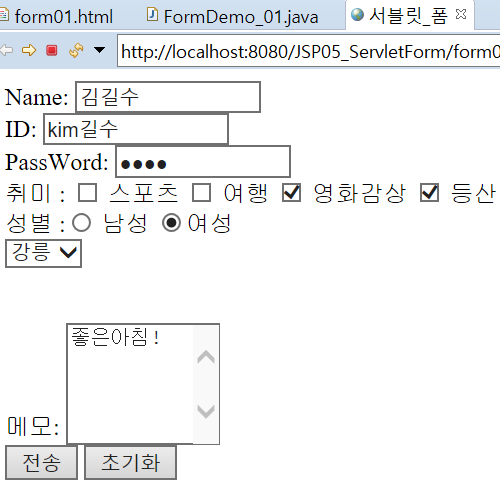 form01.html FormDemo_01.java 서블릿_폼
http://localhost:8080/JSP05_ServletForm/form0
Name: 김길수
ID: kim길수
PassWord: ●●●●
취미 : 스포츠 여행 영화감상 등산
성별 : 남성 여성
강릉
좋은아침!
메모:
전송 초기화